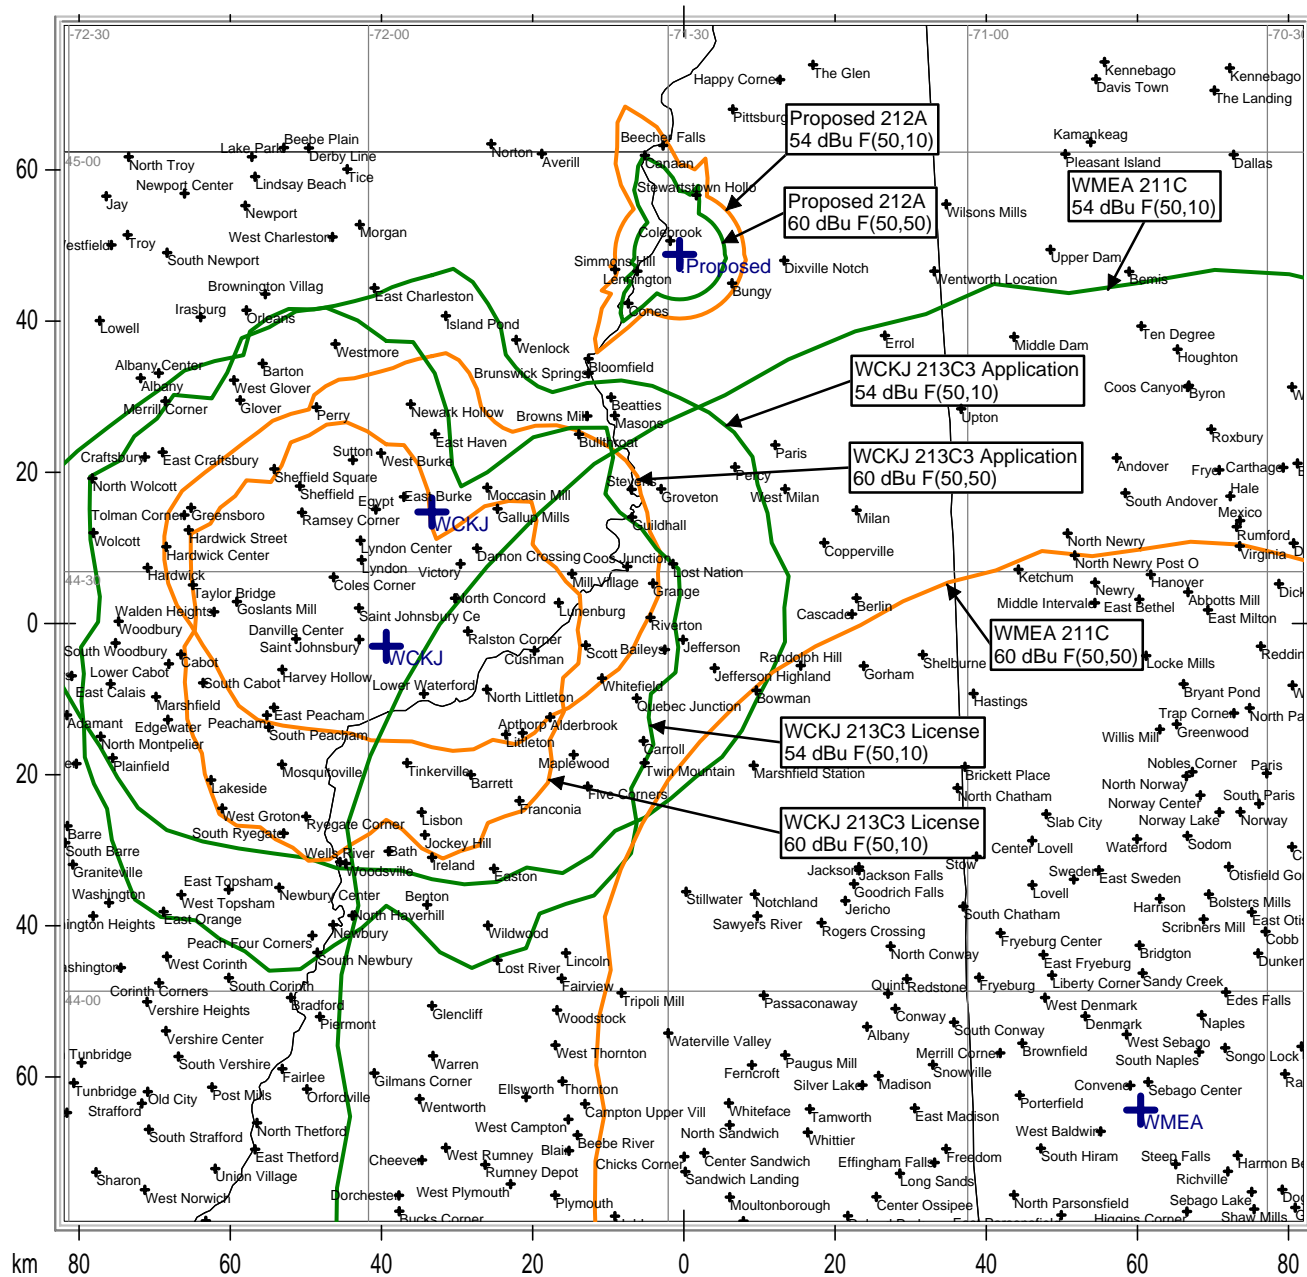 -72-30
-72-00
-71-30
-71-00
45-00
44-30
44-00
Happy Corner
The Glen
Kennebago
Davis Town
Kennebago
The Landing
Pittsburg
Proposed 212A
54 dBu F(50,10)
Kamankeag
Pleasant Island
Dallas
Beebe Plain
Lake Park
Derby Line
North Troy
Norton
Averill
Beecher Falls
Canaan
Tice
Lindsay Beach
Newport Center
Jay
Newport
Stewartstown Hollo
Proposed 212A
60 dBu F(50,50)
WMEA 211C
54 dBu F(50,10)
Wilsons Mills
Troy
West Charleston
Morgan
South Newport
Colebrook
Simmons Hill
Lemington
Proposed
Bungy
Dixville Notch
Upper Dam
Wentworth Location
Bemis
Brownington Villag
East Charleston
Irasburg
Orleans
Lowell
Island Pond
Cones
Ten Degree
Errol
Middle Dam
Houghton
Westmore
Wenlock
Albany Center
Barton
Albany
West Glover
Merrill Corner
Glover
Perry
Brunswick Springs
Bloomfield
WCKJ 213C3 Application
54 dBu F(50,10)
Coos Canyon
Byron
Newark Hollow
Browns Mill
Beatties
Masons
Upton
Roxbury
East Haven
Bullthroat
Craftsbury
East Craftsbury
Sutton
West Burke
Paris
WCKJ 213C3 Application
60 dBu F(50,50)
North Wolcott
Sheffield Square
Sheffield
Percy
Andover
Frye
Carthage
Stevens
Groveton
West Milan
South Andover
Hale
Egypt
East Burke
Moccasin Mill
Tolman Corner
Greensboro
Ramsey Corner
WCKJ
Gallup Mills
Guildhall
Milan
Mexico
Rumford
Wolcott
Hardwick Street
Hardwick Center
Lyndon Center
Lyndon
Damon Crossing
Coos Junction
Copperville
North Newry
Virginia
North Newry Post O
Hardwick
Coles Corner
Victory
Lost Nation
Mill Village
Ketchum
Hanover
Taylor Bridge
Grange
Newry
Abbotts Mill
Walden Heights
Goslants Mill
Saint Johnsbury Ce
North Concord
Lunenburg
Cascade
Berlin
Middle Intervale
East Bethel
East Milton
Woodbury
Danville Center
Saint Johnsbury
Ralston Corner
Riverton
WMEA 211C
60 dBu F(50,50)
South Woodbury
Cabot
WCKJ
Cushman
Scott
Baileys
Jefferson
Randolph Hill
Shelburne
Locke Mills
Lower Cabot
South Cabot
Harvey Hollow
Lower Waterford
Whitefield
Jefferson Highland
Gorham
East Calais
Marshfield
North Littleton
Quebec Junction
Bowman
Hastings
Bryant Pond
Adamant
Edgewater
Peacham
East Peacham
South Peacham
Apthorp
Alderbrook
Littleton
Trap Corner
Greenwood
Willis Mill
North Montpelier
Plainfield
Mosquitoville
Tinkerville
Barrett
Maplewood
Carroll
Twin Mountain
WCKJ 213C3 License
54 dBu F(50,10)
Marshfield Station
Brickett Place
Nobles Corner
Paris
North Norway
Lakeside
Franconia
Five Corners
North Chatham
Norway Center
South Paris
West Groton
Ryegate Corner
South Ryegate
Lisbon
WCKJ 213C3 License
60 dBu F(50,10)
Slab City
Norway Lake
Norway
Barre
South Barre
Graniteville
Wells River
Woodsville
Bath
Jockey Hill
Ireland
Easton
Center Lovell
Waterford
Sodom
Stow
Jackson
Jackson Falls
Goodrich Falls
Sweden
East Sweden
Washington
East Topsham
West Topsham
Newbury Center
Benton
Stillwater
Notchland
Jericho
Lovell
Harrison
Bolsters Mills
East Orange
North Haverhill
Newbury
Wildwood
Sawyers River
Rogers Crossing
South Chatham
Scribners Mill
Peach Four Corners
South Newbury
Lincoln
North Conway
Fryeburg Center
Bridgton
Cobb
West Corinth
Lost River
East Fryeburg
Dunker
Corinth Corners
South Corinth
Fairview
Quint
Redstone
Fryeburg
Liberty Corner
Sandy Creek
Vershire Heights
Bradford
Glencliff
Woodstock
Tripoli Mill
Passaconaway
Conway
West Denmark
Edes Falls
Vershire Center
Piermont
Waterville Valley
Albany
South Conway
Denmark
Naples
Tunbridge
South Vershire
Warren
West Thornton
Paugus Mill
Merrill Corner
Brownfield
West Sebago
South Naples
Songo Lock
Fairlee
Gilmans Corner
Ferncroft
Snowville
Tunbridge
Old City
Post Mills
Orfordville
Ellsworth
Thornton
Silver Lake
Madison
Convene
Sebago Center
Strafford
Wentworth
Campton Upper Vill
Whiteface
Tamworth
East Madison
Porterfield
WMEA
South Strafford
North Thetford
West Campton
Beebe River
North Sandwich
Whittier
West Baldwin
East Thetford
Cheever
West Rumney
Blair
Chicks Corner
Center Sandwich
Effingham Falls
Freedom
South Hiram
Steep Falls
Sharon
Union Village
Rumney Depot
Sandwich Landing
Long Sands
Richville
West Norwich
Dorchester
West Plymouth
Plymouth
Moultonborough
Center Ossipee
North Parsonsfield
Sebago Lake
Bucks Corner
Higgins Corner
Shaw Mills
60
40
20
0
20
40
60
km
80
60
40
20
0
20
40
60
80